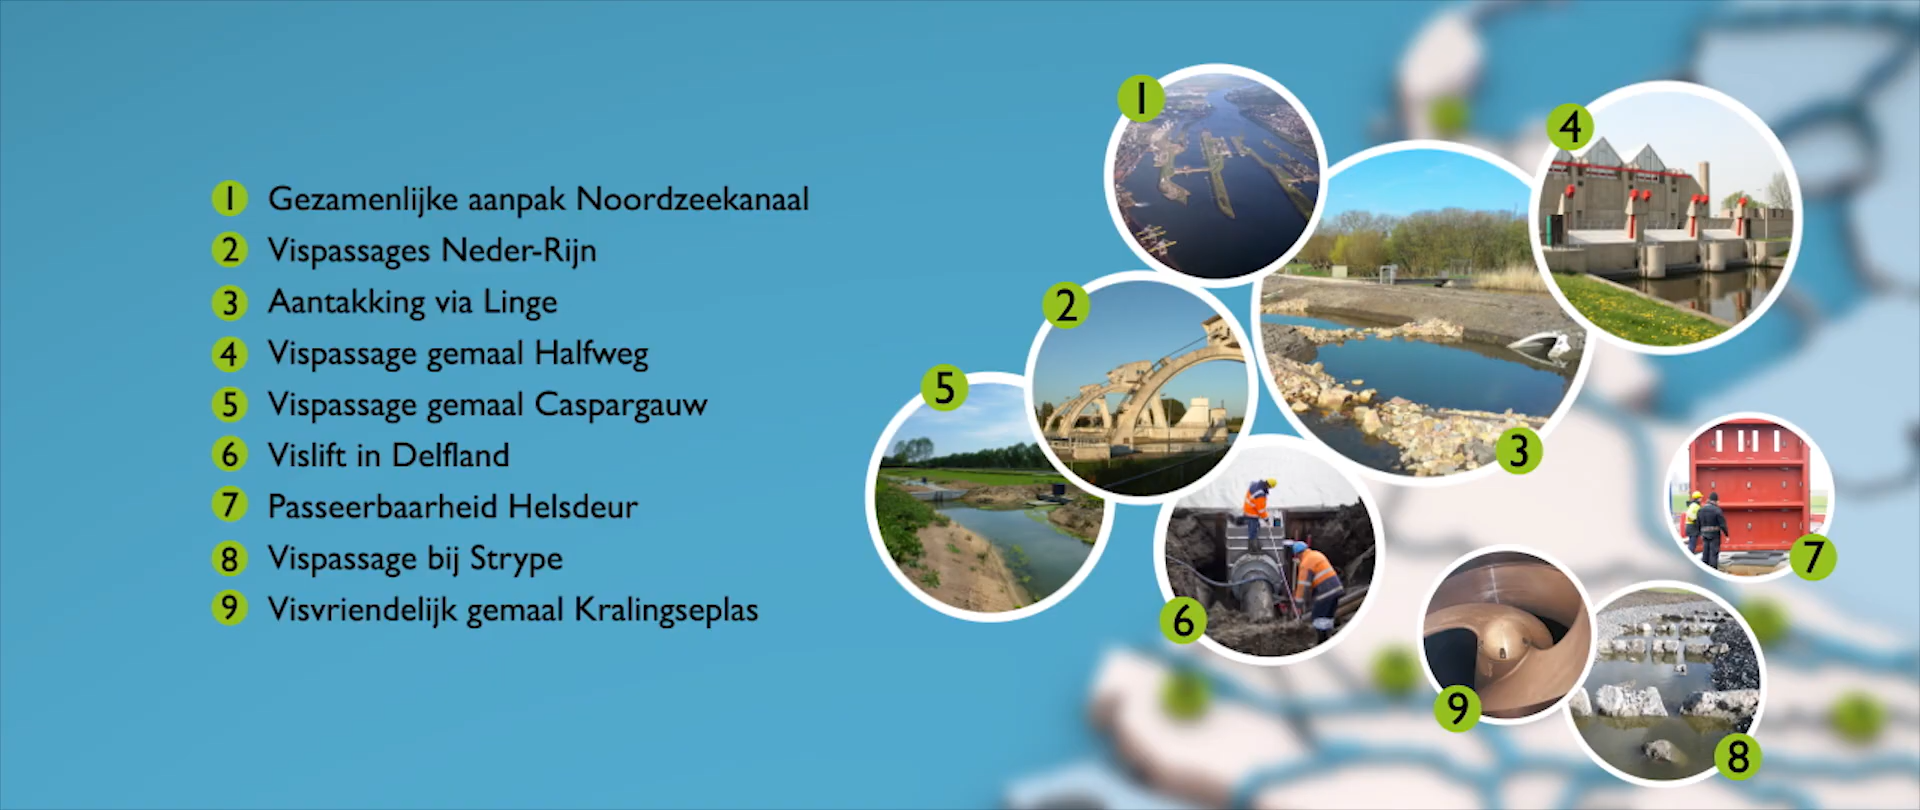 1 Gezamenlijke aanpak Noordzeekanaal
2 Vispassages Neder-Rijn
3 Aantakking via Linge
4 Vispassage gemaal Halfweg
5 Vispassage gemaal Caspargauw
6 Vislift in Delfland
7 Passeerbaarheid Helsdeur
8 Vispassage bij Strype
9 Visvriendelijk gemaal Kralingseplas
1
4
2
5
3
7
6
9
8